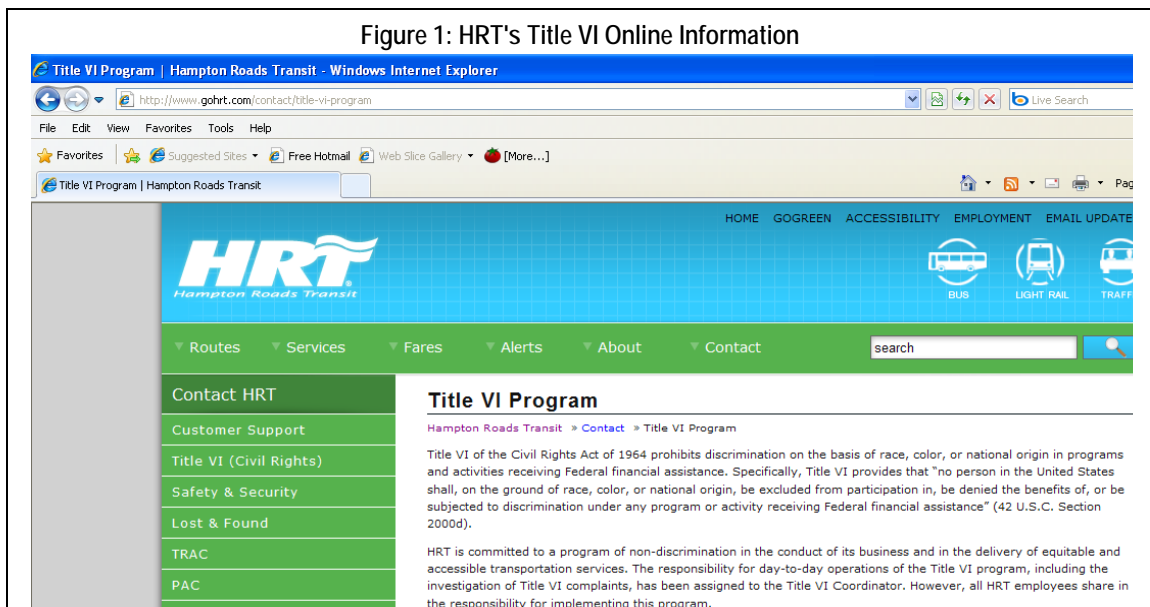 Figure 1: HRT's Title VI Online Information
Title VI Program | Hampton Roads Transit - Windows Internet Explorer
http://www.gohrt.com/contact/title-vi-program
Live Search
File Edit View Favorites Tools Help
Favorites Suggested Sites Free Hotmail Web Slice Gallery [More...]
Title VI Program | Hampton Roads Transit
Pag
HOME GOGREEN ACCESSIBILITY EMPLOYMENT EMAIL UPDATE
HRT
Hampton Roads Transit
BUS LIGHT RAIL TRAFF
Routes Services Fares Alerts About Contact
search
Contact HRT
Customer Support
Title VI (Civil Rights)
Safety & Security
Lost & Found
TRAC
PAC
Title VI Program
Hampton Roads Transit » Contact » Title VI Program
Title VI of the Civil Rights Act of 1964 prohibits discrimination on the basis of race, color, or national origin in programs
and activities receiving Federal financial assistance. Specifically, Title VI provides that "no person in the United States
shall, on the ground of race, color, or national origin, be excluded from participation in, be denied the benefits of, or be
subjected to discrimination under any program or activity receiving Federal financial assistance" (42 U.S.C. Section
2000d).
HRT is committed to a program of non-discrimination in the conduct of its business and in the delivery of equitable and
accessible transportation services. The responsibility for day-to-day operations of the Title VI program, including the
investigation of Title VI complaints, has been assigned to the Title VI Coordinator. However, all HRT employees share in
the responsibility for implementing this program.